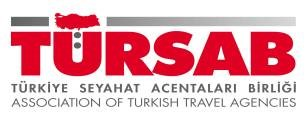 TÜRSAB
TÜRKİYE SEYAHAT ACENTALARI BİRLİĞİ
ASSOCIATION OF TURKISH TRAVEL AGENCIES